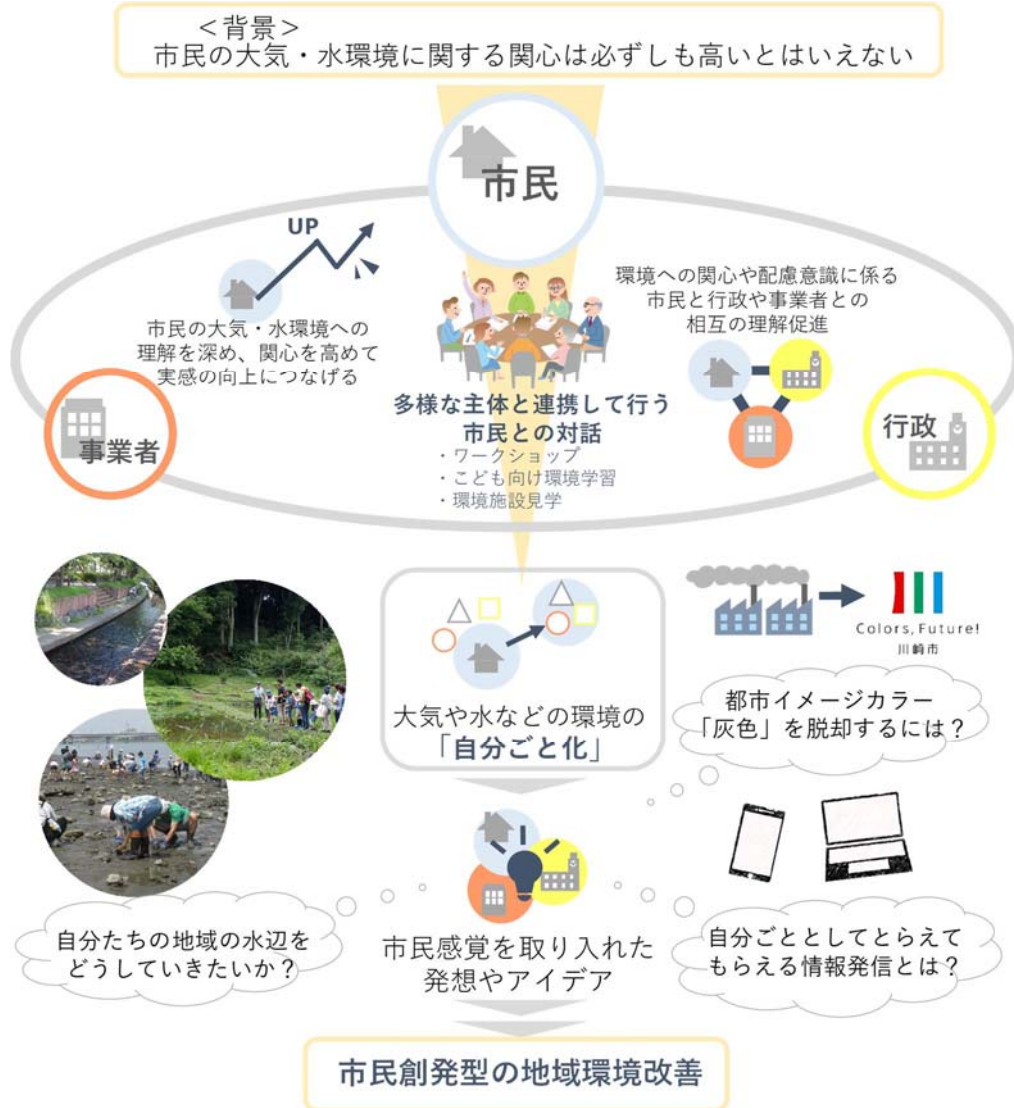 ＜背景＞
市民の大気・水環境に関する関心は必ずしも高いとはいえない
市民
UP
市民の大気・水環境への
理解を深め、関心を高めて
実感の向上につなげる
環境への関心や配慮意識に係る
市民と行政や事業者との
相互の理解促進
事業者
多様な主体と連携して行う
市民との対話
・ワークショップ
・こども向け環境学習
・環境施設見学
行政
大気や水などの環境の
「自分ごと化」
Colors, Future!
川崎市
都市イメージカラー
「灰色」を脱却するには？
自分たちの地域の水辺を
どうしていきたいか？
市民感覚を取り入れた
発想やアイデア
自分ごととしてとらえて
もらえる情報発信とは？
市民創発型の地域環境改善